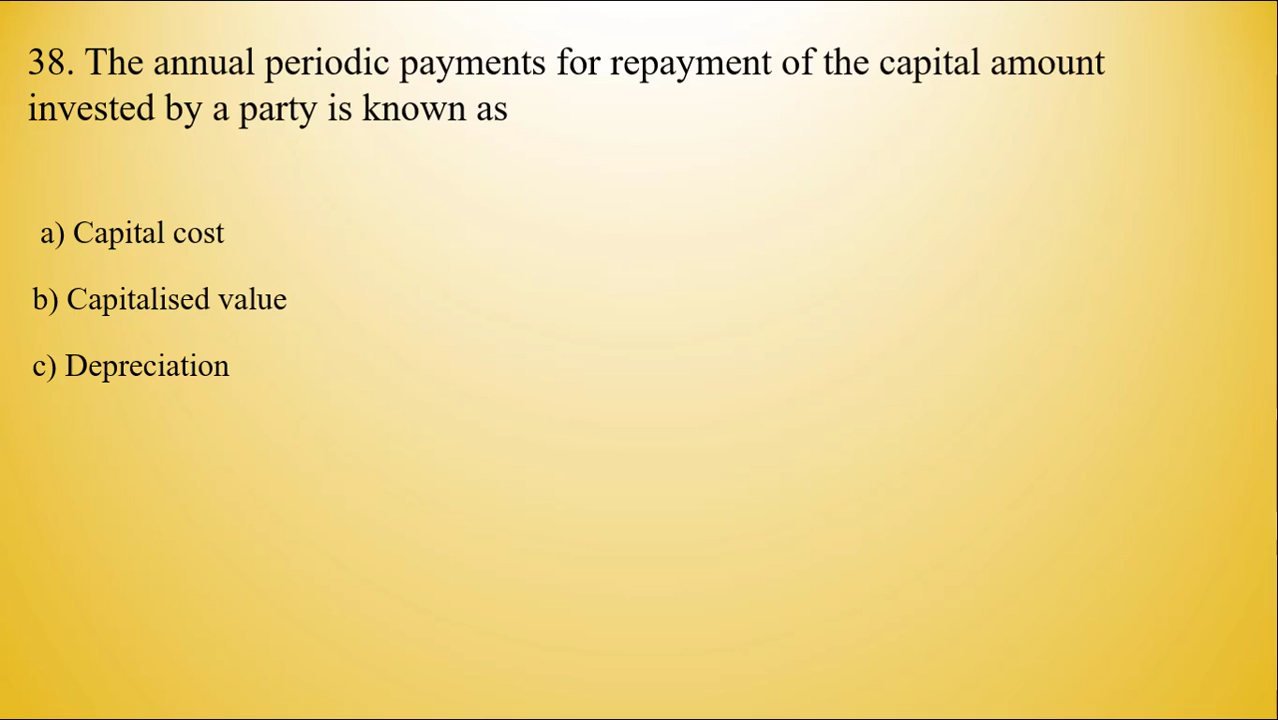 38. The annual periodic payments for repayment of the capital amount
invested by a party is known as
a) Capital cost
b) Capitalised value
c) Depreciation